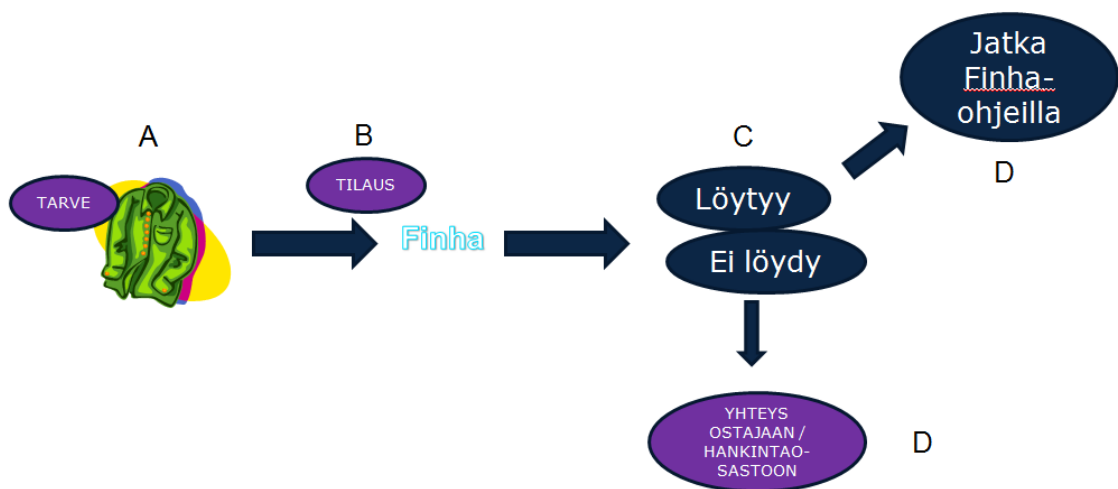 A
TARVE
B
TILAUS
Finha
C
Löytyy
Ei löydy
Jatka
Finha-
ohjeilla
D
YHTEYS
OSTAJAAN /
HANKINTAO-
SASTOON
D